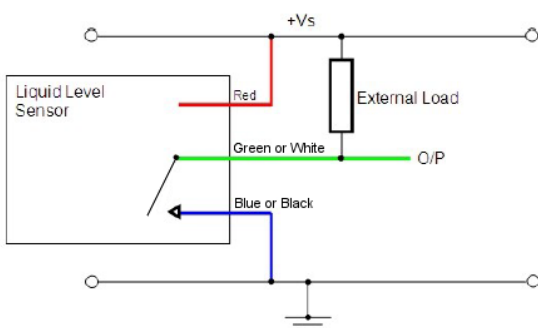 +Vs
Liquid Level
Sensor
Red
External Load
Green or White
O/P
Blue or Black